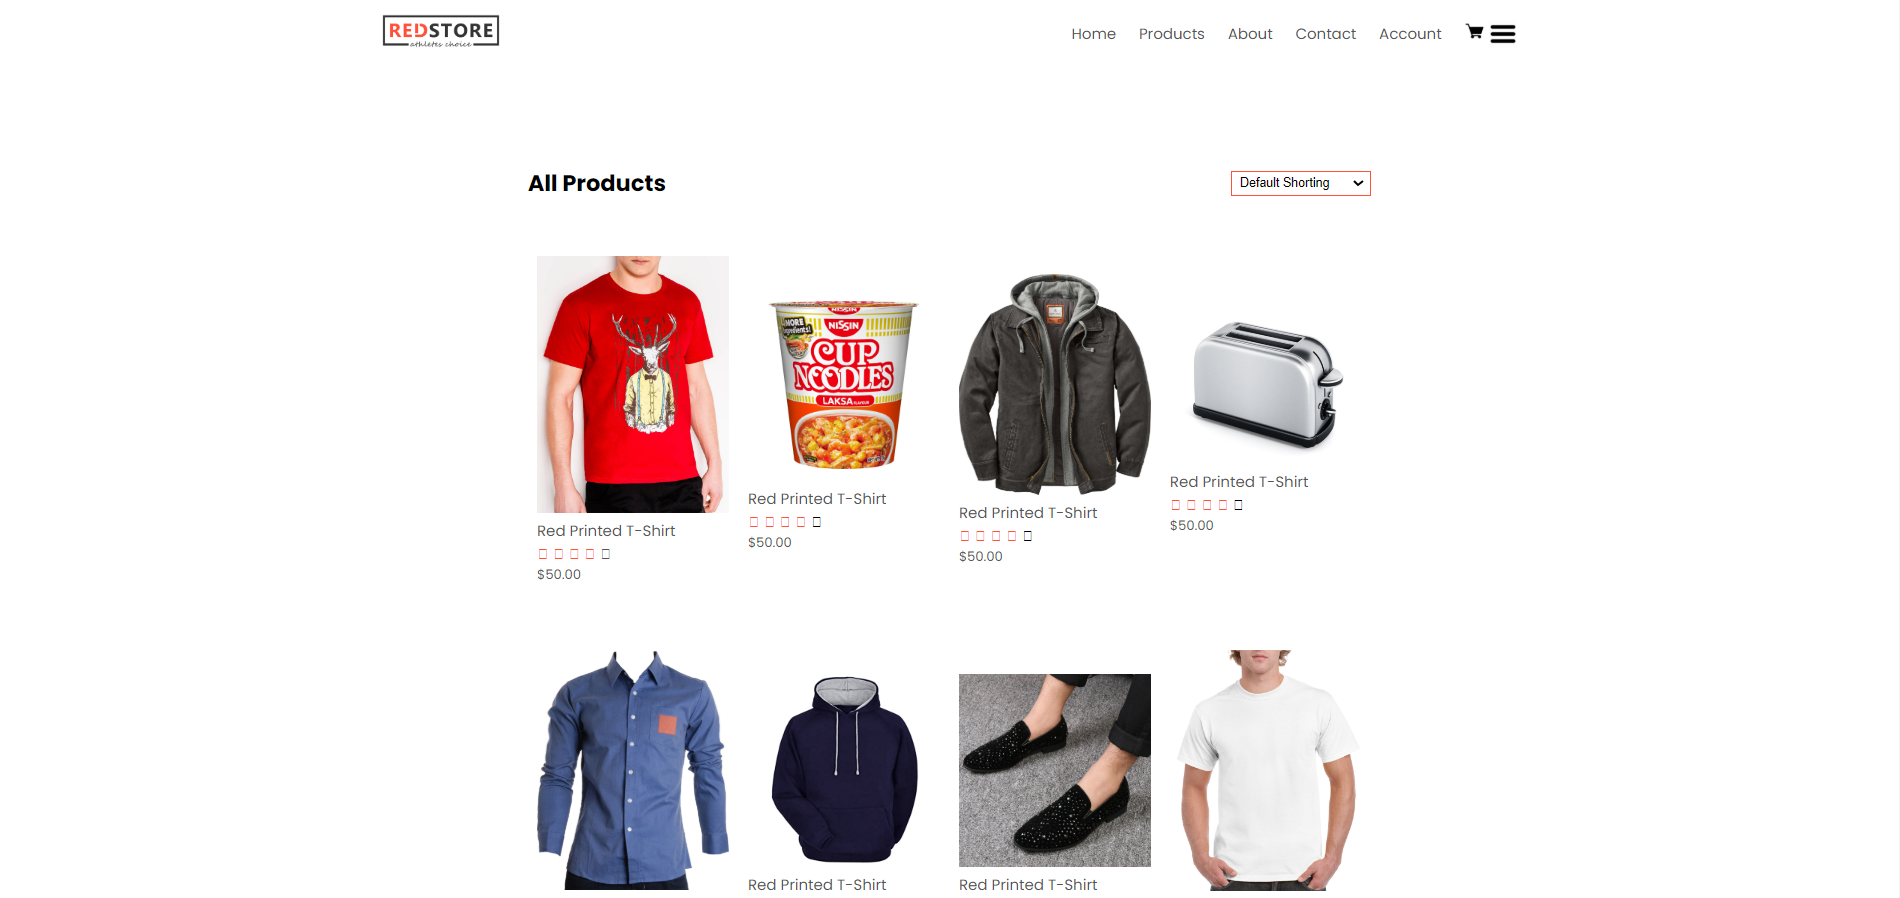 REDSTORE
athletes choice
Home Products About Contact Account
All Products
Default Shorting
MORE
Ingredients!
NISSIN
NISSIN
CUP
NOODLES
LAKSA FLAVOUR
Red Printed T-Shirt
$50.00
Red Printed T-Shirt
$50.00
Red Printed T-Shirt
$50.00
Red Printed T-Shirt
$50.00
Red Printed T-Shirt
Red Printed T-Shirt